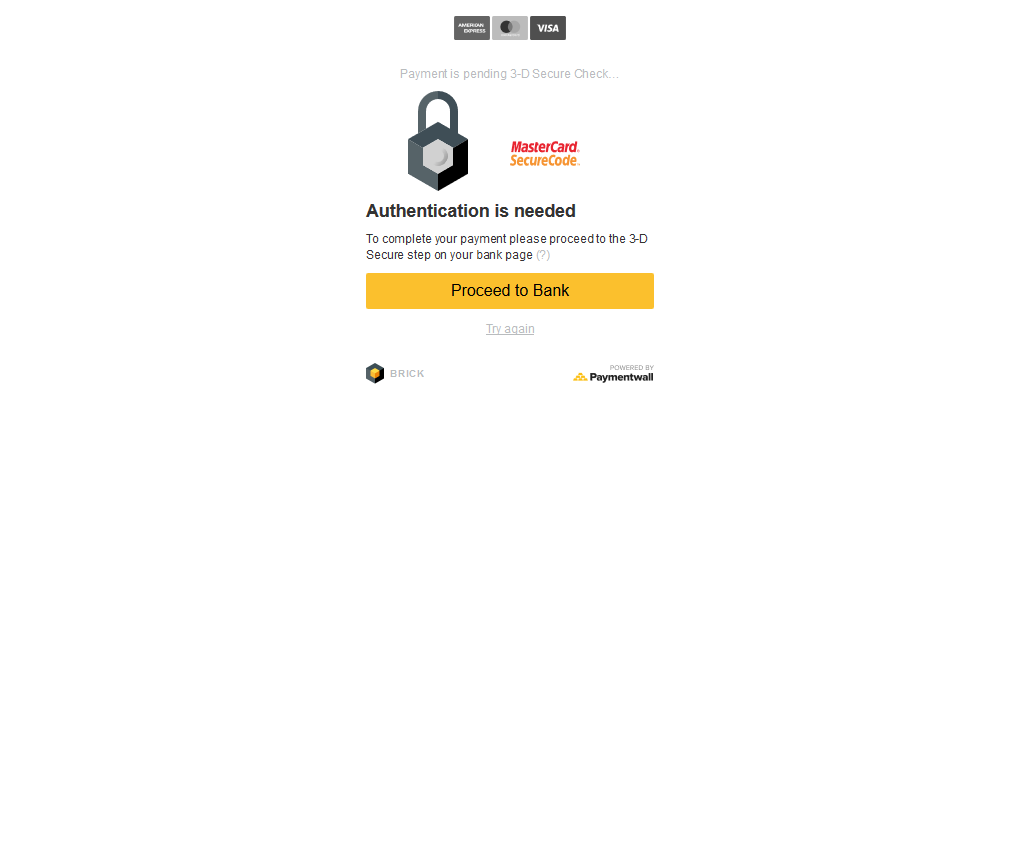 AMERICAN
EXPRESS
VISA
Payment is pending 3-D Secure Check...
MasterCard
SecureCode
Authentication is needed
To complete your payment please proceed to the 3-D
Secure step on your bank page (?)
Proceed to Bank
Try again
BRICK
POWERED BY
Paymentwall